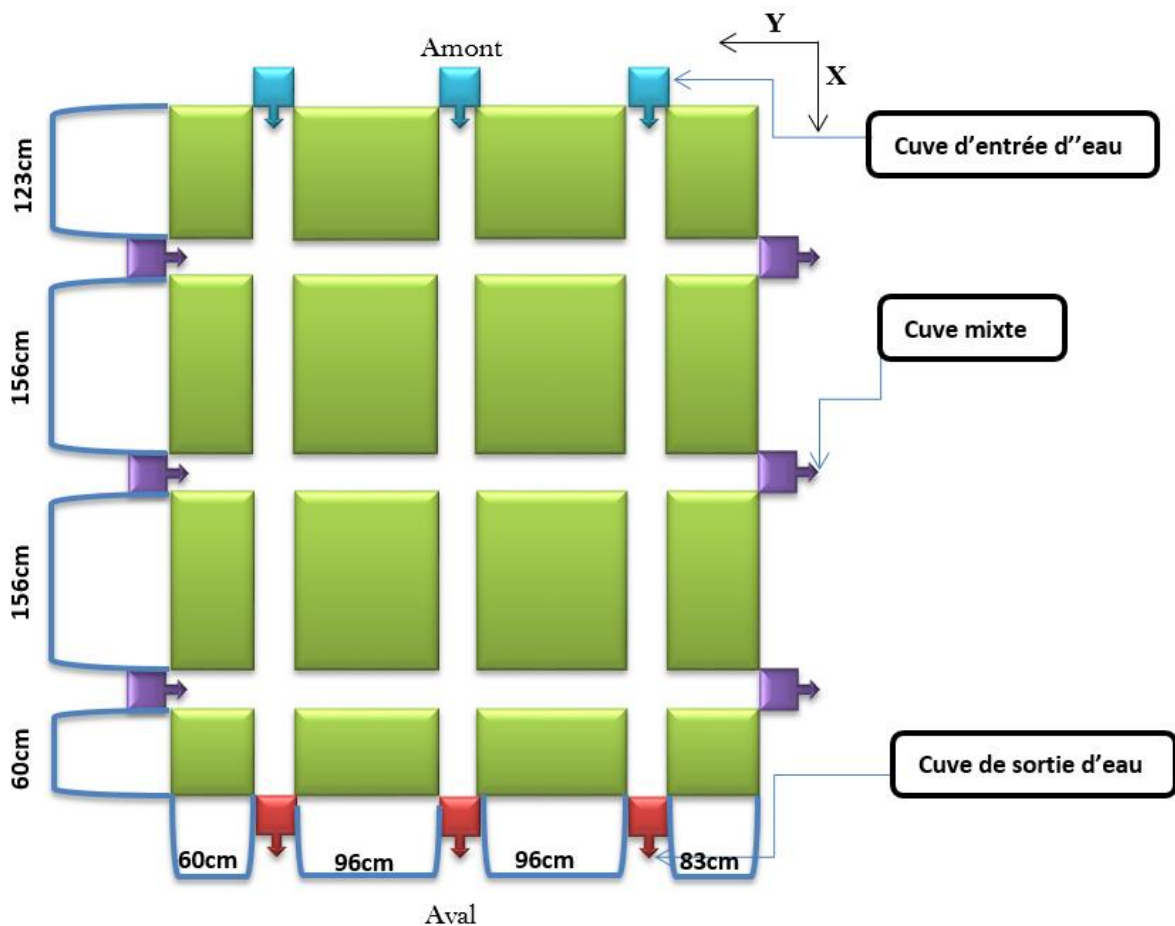 Amont
Y
X
Cuve d’entrée d’’eau
123cm
156cm
Cuve mixte
156cm
60cm
Cuve de sortie d’eau
60cm
96cm
96cm
83cm
Aval